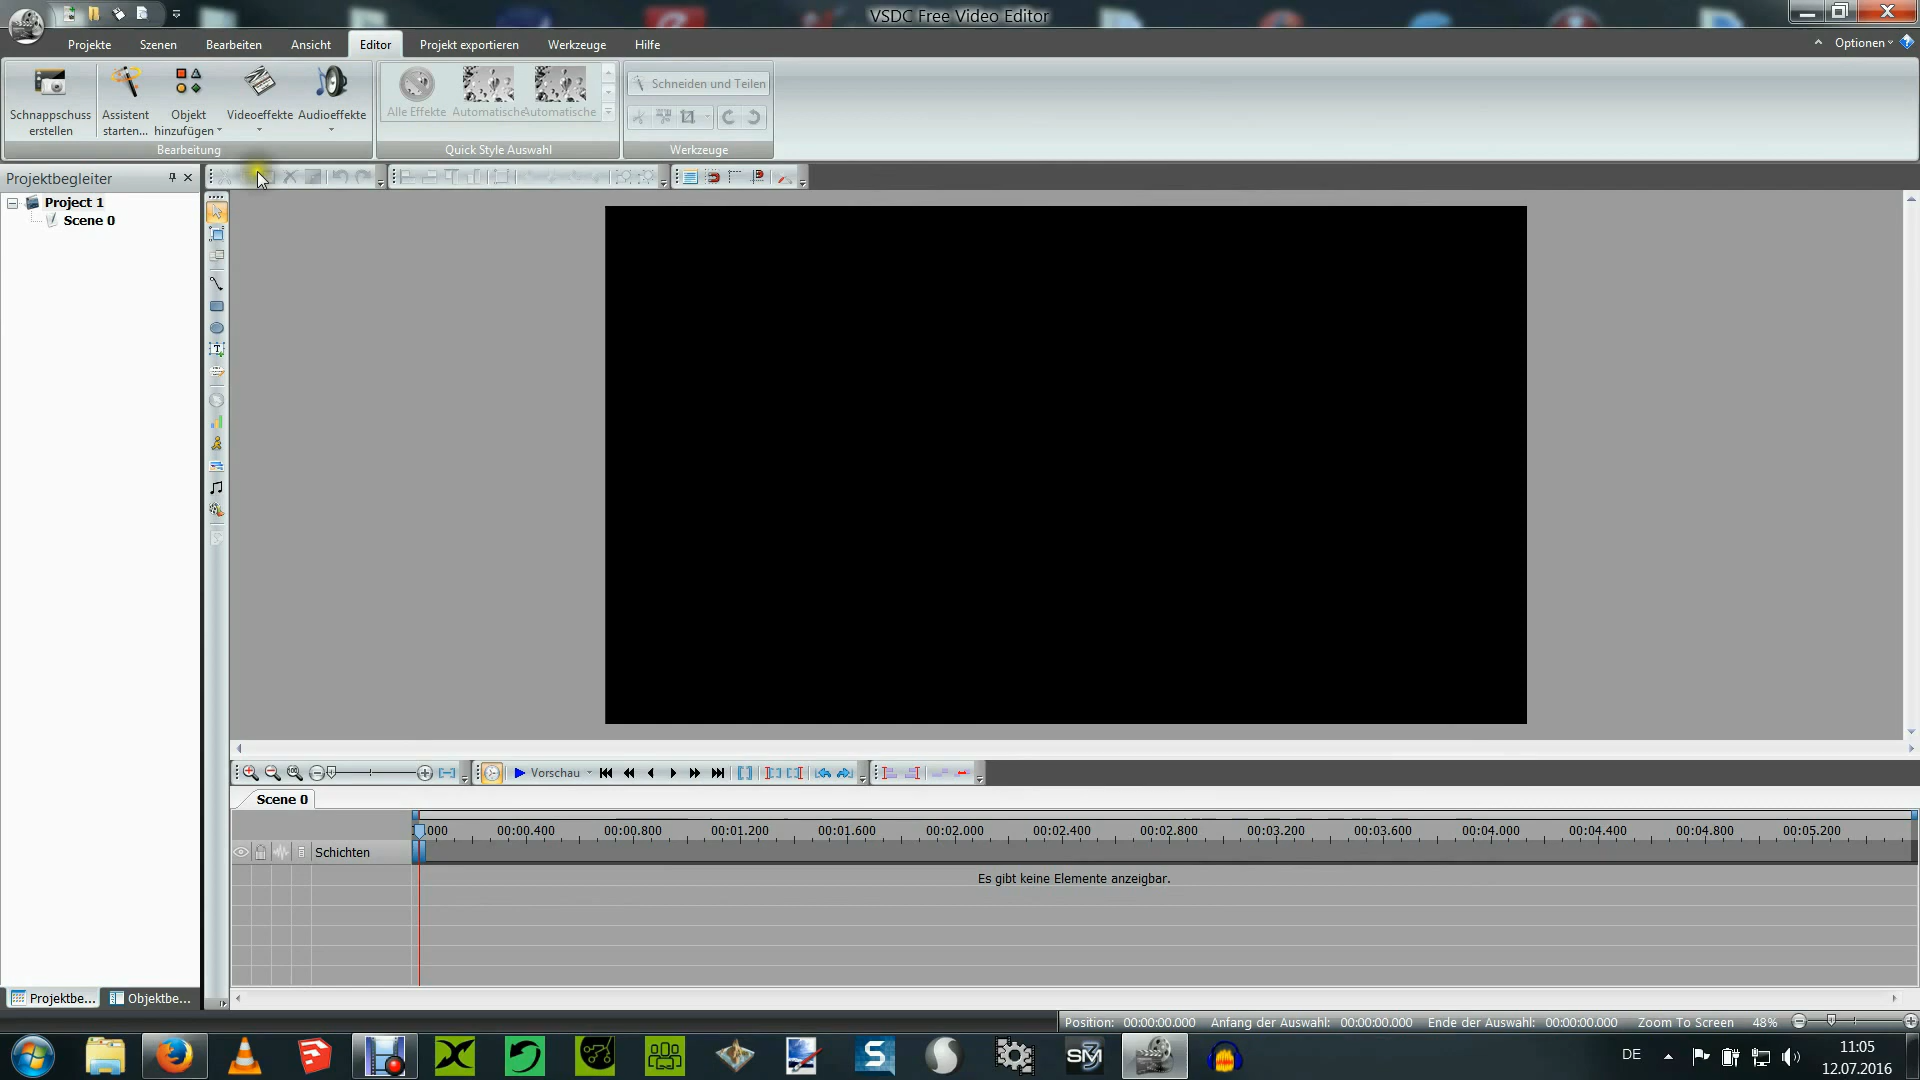 VSDC Free Video Editor
Projekte
Szenen
Bearbeiten
Ansicht
Editor
Projekt exportieren
Werkzeuge
Hilfe
Optionen
Schnappschuss
erstellen
Assistent
starten...
Objekt
hinzufügen
Videoeffekte
Audioeffekte
Bearbeitung
Alle Effekte
Automatische
Automatische
Quick Style Auswahl
Schneiden und Teilen
Werkzeuge
Projektbegleiter
Project 1
Scene 0
Vorschau
Scene 0
.000
00:00.400
00:00.800
00:01.200
00:01.600
00:02.000
00:02.400
00:02.800
00:03.200
00:03.600
00:04.000
00:04.400
00:04.800
00:05.200
Schichten
Es gibt keine Elemente anzeigbar.
Projektbe...
Objektbe...
Position: 00:00:00.000
Anfang der Auswahl: 00:00:00.000
Ende der Auswahl: 00:00:00.000
Zoom To Screen
48%
DE
11:05
12.07.2016